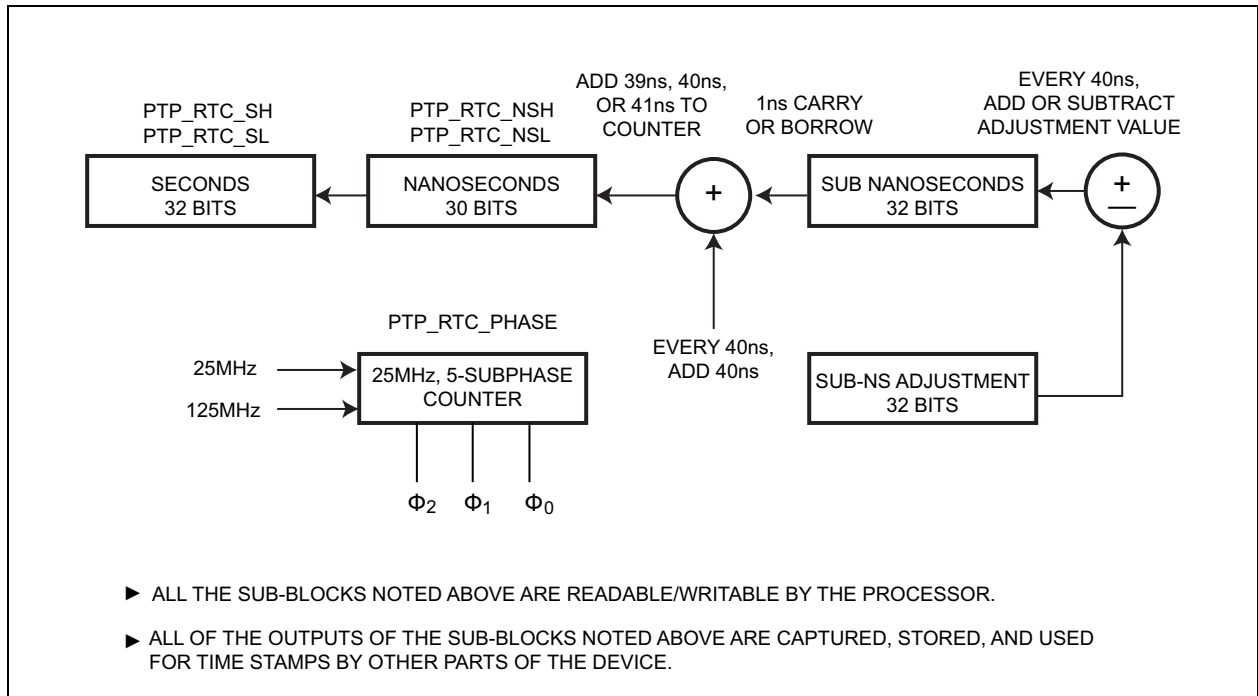 PTP_RTC_SH
PTP_RTC_SL
SECONDS
32 BITS
PTP_RTC_NSH
PTP_RTC_NSL
NANOSECONDS
30 BITS
ADD 39ns, 40ns,
OR 41ns TO
COUNTER
+
1ns CARRY
OR BORROW
SUB NANOSECONDS
32 BITS
EVERY 40ns,
ADD OR SUBTRACT
ADJUSTMENT VALUE
+
—
PTP_RTC_PHASE
25MHz
125MHz
25MHz, 5-SUBPHASE
COUNTER
Φ2 Φ1 Φ0
EVERY 40ns,
ADD 40ns
SUB-NS ADJUSTMENT
32 BITS
► ALL THE SUB-BLOCKS NOTED ABOVE ARE READABLE/WRITABLE BY THE PROCESSOR.
► ALL OF THE OUTPUTS OF THE SUB-BLOCKS NOTED ABOVE ARE CAPTURED, STORED, AND USED
FOR TIME STAMPS BY OTHER PARTS OF THE DEVICE.